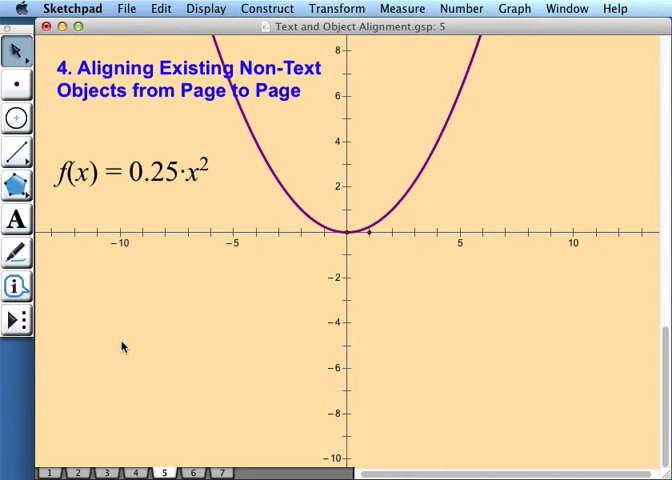 Sketchpad File Edit Display Construct Transform Measure Number Graph Window Help
Text and Object Alignment.gsp: 5
4. Aligning Existing Non-Text
Objects from Page to Page
f(x) = 0.25·x²
8
6
4
2
−10 −5 5 10
−2
−4
−6
−8
−10
A
i
1 2 3 4 5 6 7